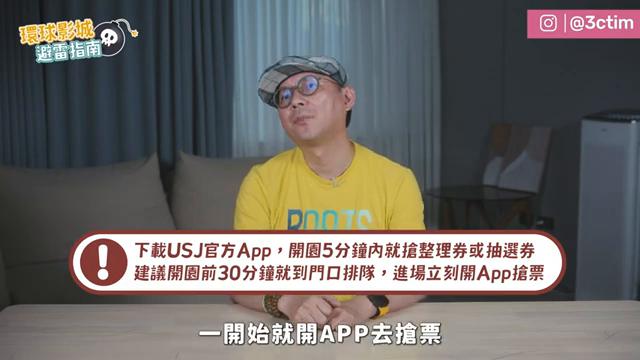 環球影城
避雷指南
@3ctim
ROOTS
下載USJ官方App，開園5分鐘內就搶整理券或抽選券
建議開園前30分鐘就到門口排隊，進場立刻開App搶票
一開始就開APP去搶票